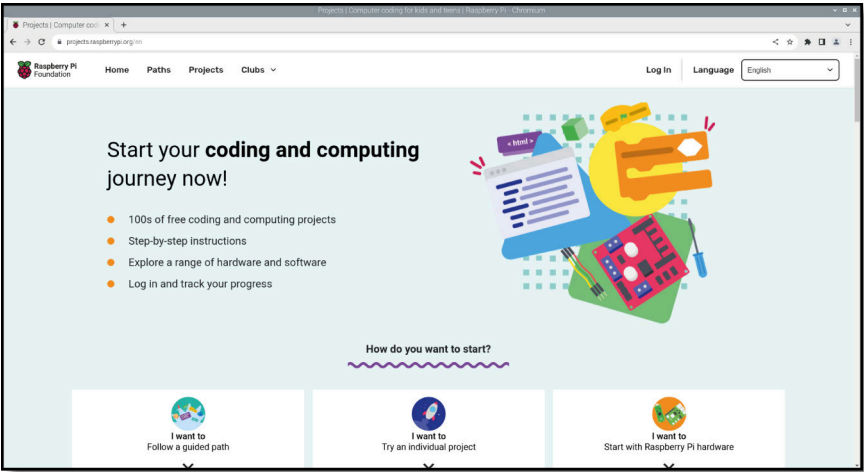 Projects | Computer coding for kids and teens | Raspberry Pi - Chromium
Projects | Computer cod
projects.raspberrypi.org/en
Raspberry Pi
Foundation
Home Paths Projects Clubs
Log In Language English
< html >
Start your coding and computing
journey now!
100s of free coding and computing projects
Step-by-step instructions
Explore a range of hardware and software
Log in and track your progress
How do you want to start?
I want to
Follow a guided path
I want to
Try an individual project
I want to
Start with Raspberry Pi hardware